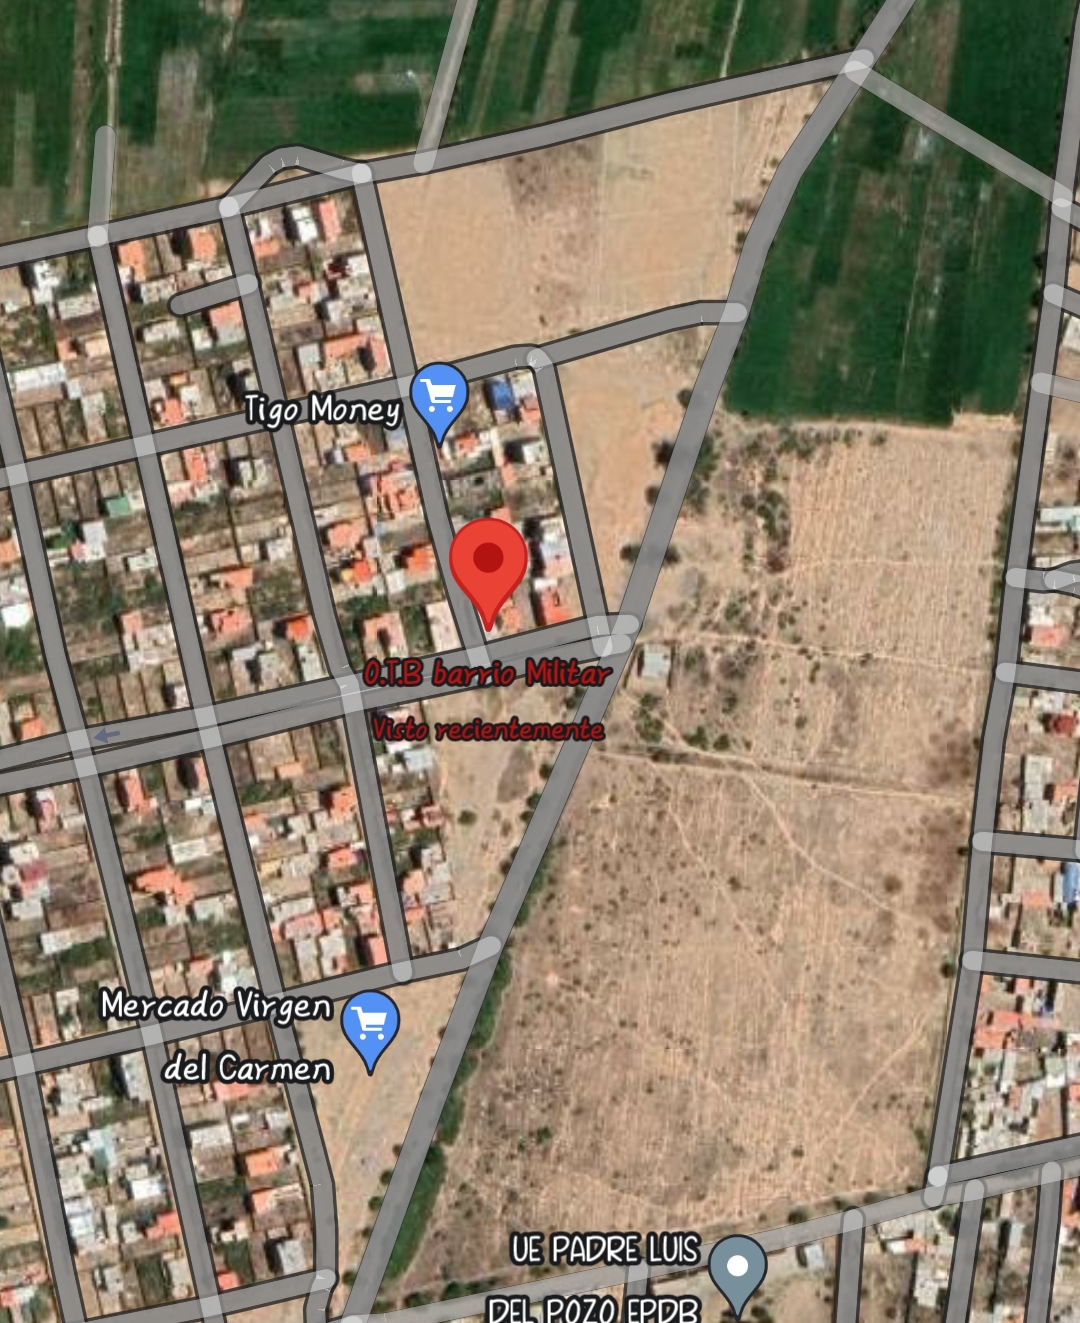 Tigo Money
O.T.B barrio Militar
Visto recientemente
Mercado Virgen
del Carmen
UE PADRE LUIS
DEL POZO EPDB